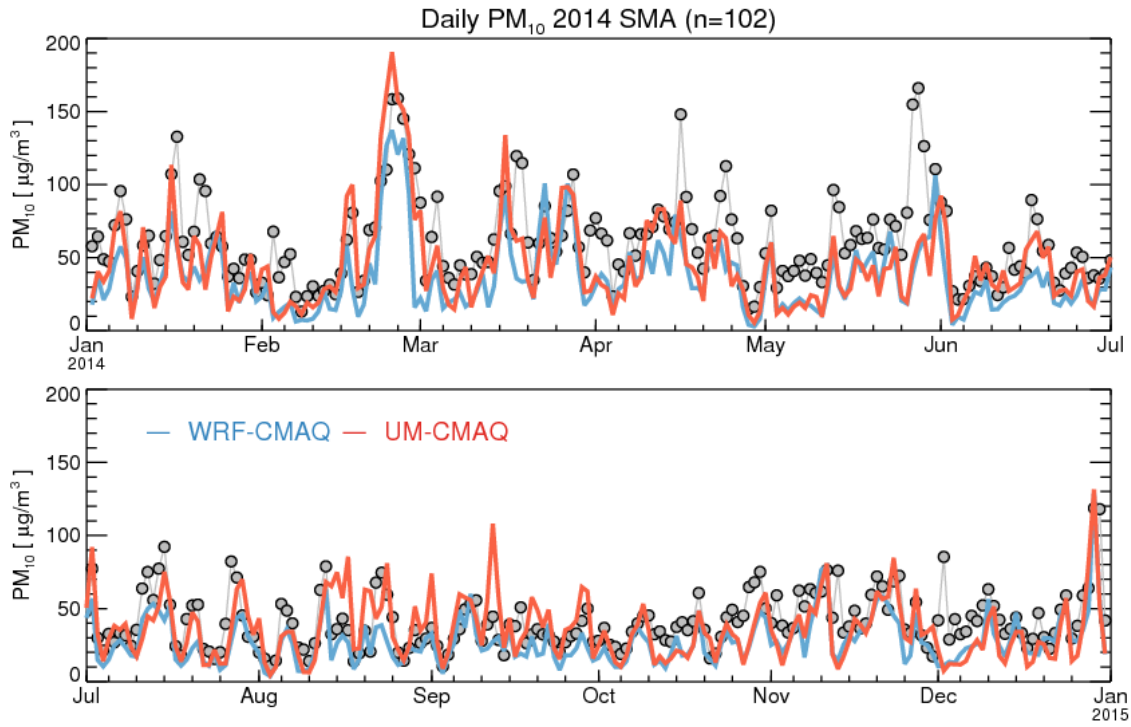 Daily PM₁₀ 2014 SMA (n=102)
PM₁₀ [ µg/m³ ]
200
150
100
50
0
Jan Feb Mar Apr May Jun Jul
2014
PM₁₀ [ µg/m³ ]
200
150
100
50
0
WRF-CMAQ UM-CMAQ
Jul Aug Sep Oct Nov Dec Jan
2015